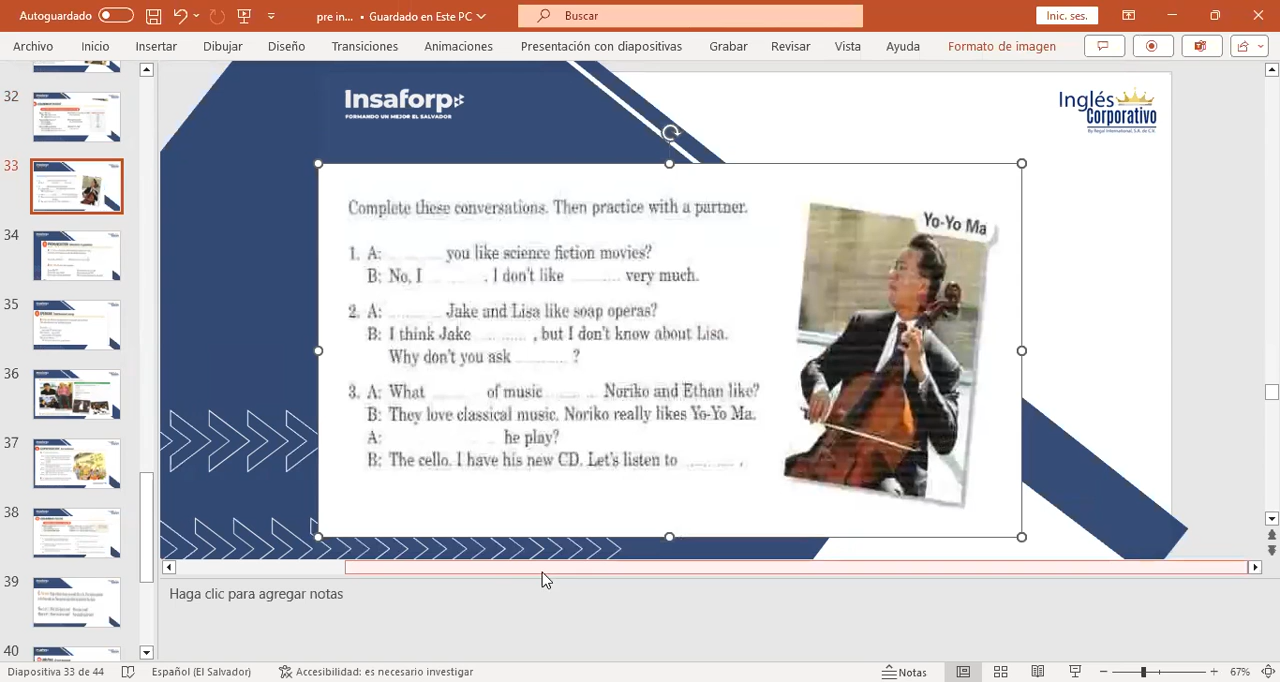 Autoguardado
pre in... • Guardado en Este PC
Buscar
Inic. ses.
Archivo Inicio Insertar Dibujar Diseño Transiciones Animaciones Presentación con diapositivas Grabar Revisar Vista Ayuda Formato de imagen
32
33
34
35
36
37
38
39
40
Insaforp
FORMANDO UN MEJOR EL SALVADOR
Inglés
Corporativo
By Regal International, S.A. de C.V.
Complete these conversations. Then practice with a partner.
Yo-Yo Ma
1. A: ........ you like science fiction movies?
B: No, I ........ . I don't like ........ very much.
2. A: ........ Jake and Lisa like soap operas?
B: I think Jake ........ , but I don't know about Lisa.
Why don't you ask ........ ?
3. A: What ........ of music ........ Noriko and Ethan like?
B: They love classical music. Noriko really likes Yo-Yo Ma.
A: ........ he play?
B: The cello. I have his new CD. Let's listen to ........ .
Haga clic para agregar notas
Diapositiva 33 de 44 Español (El Salvador) Accesibilidad: es necesario investigar Notas 67%